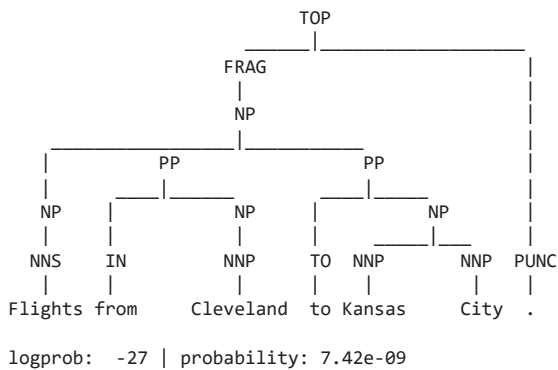 TOP
FRAG
NP
PP PP
NP NP NP
NNS IN NNP TO NNP NNP PUNC
Flights from Cleveland to Kansas City .
logprob: -27 | probability: 7.42e-09